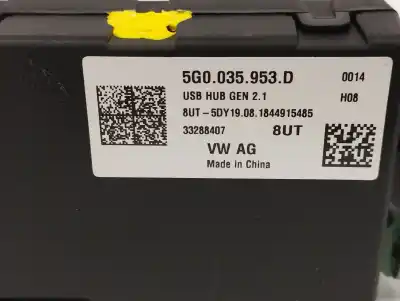 5G0.035.953.D 0014
USB HUB GEN 2.1 H08
8UT-5DY19.08.1844915485
33288407 8UT
VW AG
Made in China